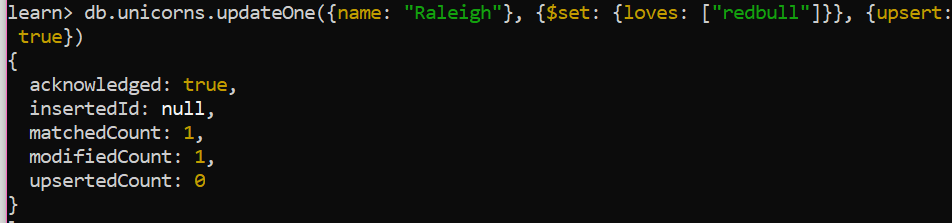 learn> db.unicorns.updateOne({name: "Raleigh"}, {$set: {loves: ["redbull"]}}, {upsert:
true})
{
acknowledged: true,
insertedId: null,
matchedCount: 1,
modifiedCount: 1,
upsertedCount: 0
}